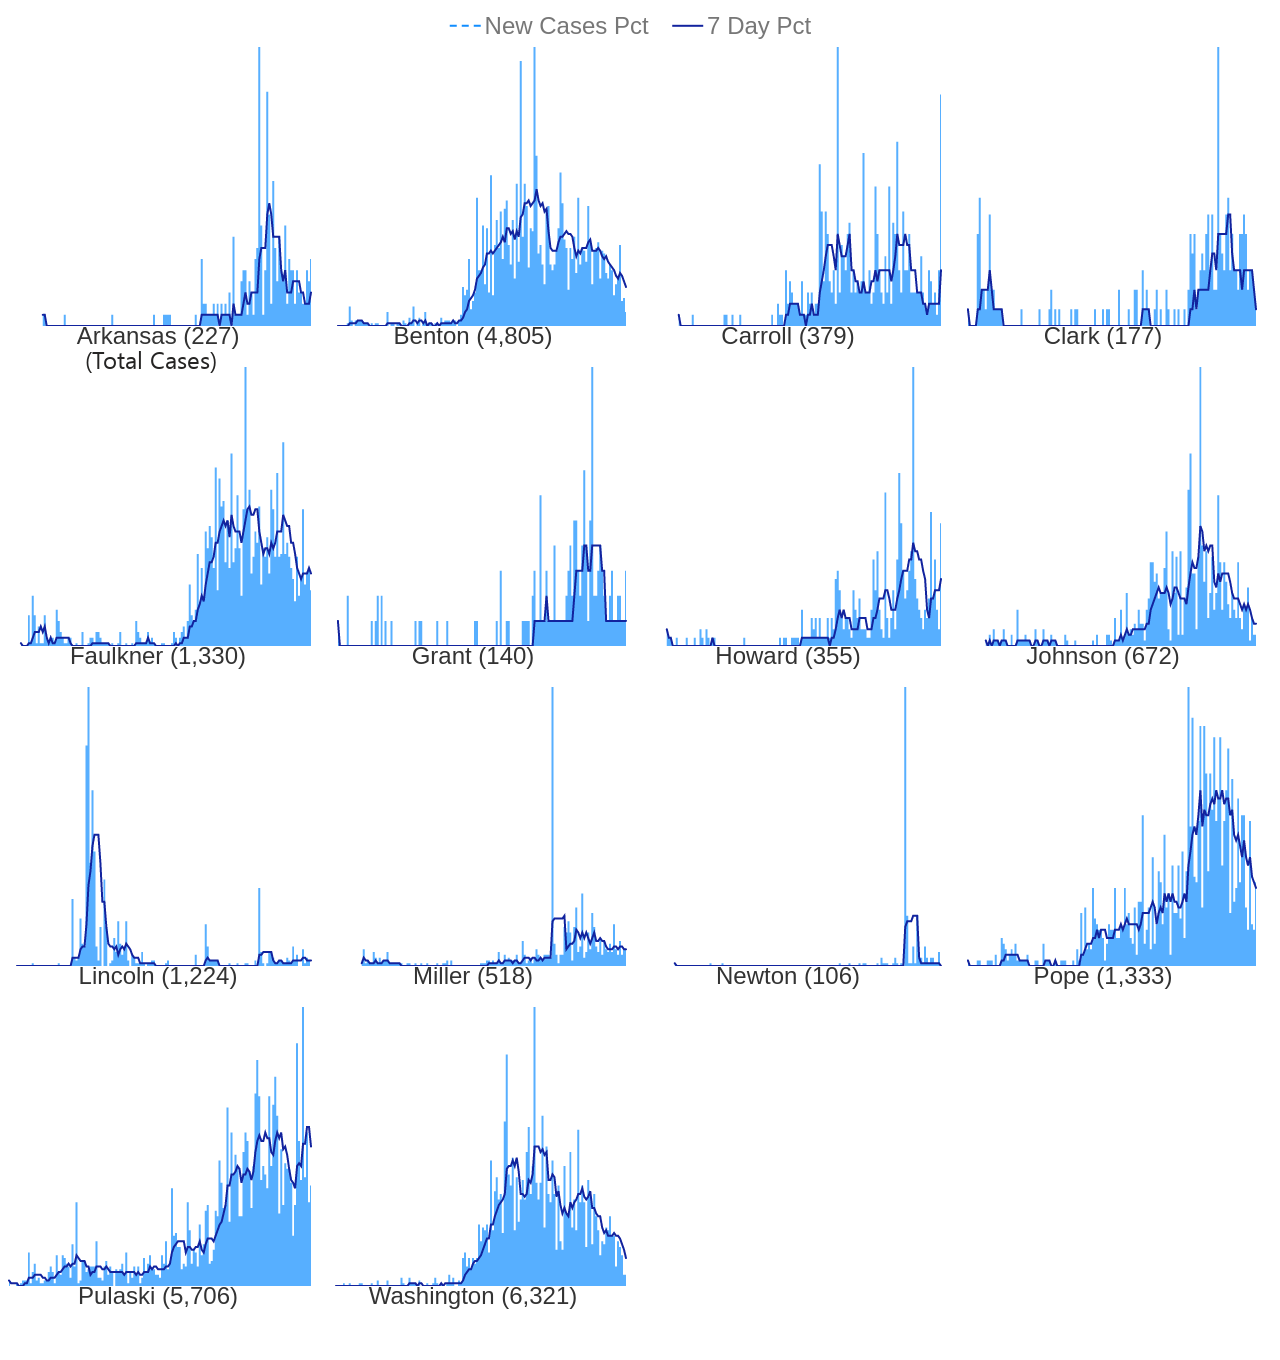 New Cases Pct 7 Day Pct
Arkansas (227) Benton (4,805) Carroll (379) Clark (177)
(Total Cases)
Faulkner (1,330) Grant (140) Howard (355) Johnson (672)
Lincoln (1,224) Miller (518) Newton (106) Pope (1,333)
Pulaski (5,706) Washington (6,321)